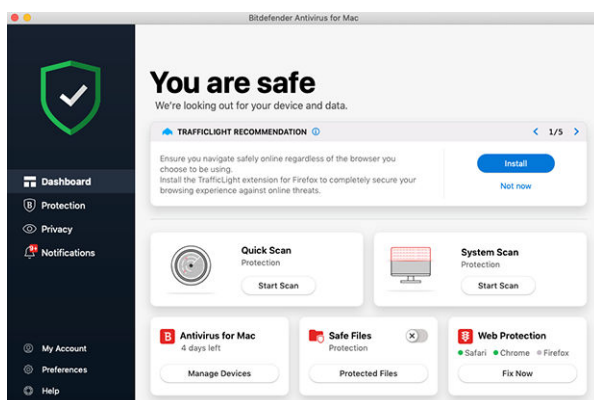 Bitdefender Antivirus for Mac
You are safe
We're looking out for your device and data.
TRAFFICLIGHT RECOMMENDATION
1/5
Ensure you navigate safely online regardless of the browser you
choose to be using.
Install the TrafficLight extension for Firefox to completely secure your
browsing experience against online threats.
Install
Not now
Dashboard
B Protection
Privacy
9+
Notifications
My Account
Preferences
Help
Quick Scan
Protection
Start Scan
System Scan
Protection
Start Scan
B Antivirus for Mac
4 days left
Manage Devices
Safe Files
Protection
Protected Files
Web Protection
Safari Chrome Firefox
Fix Now